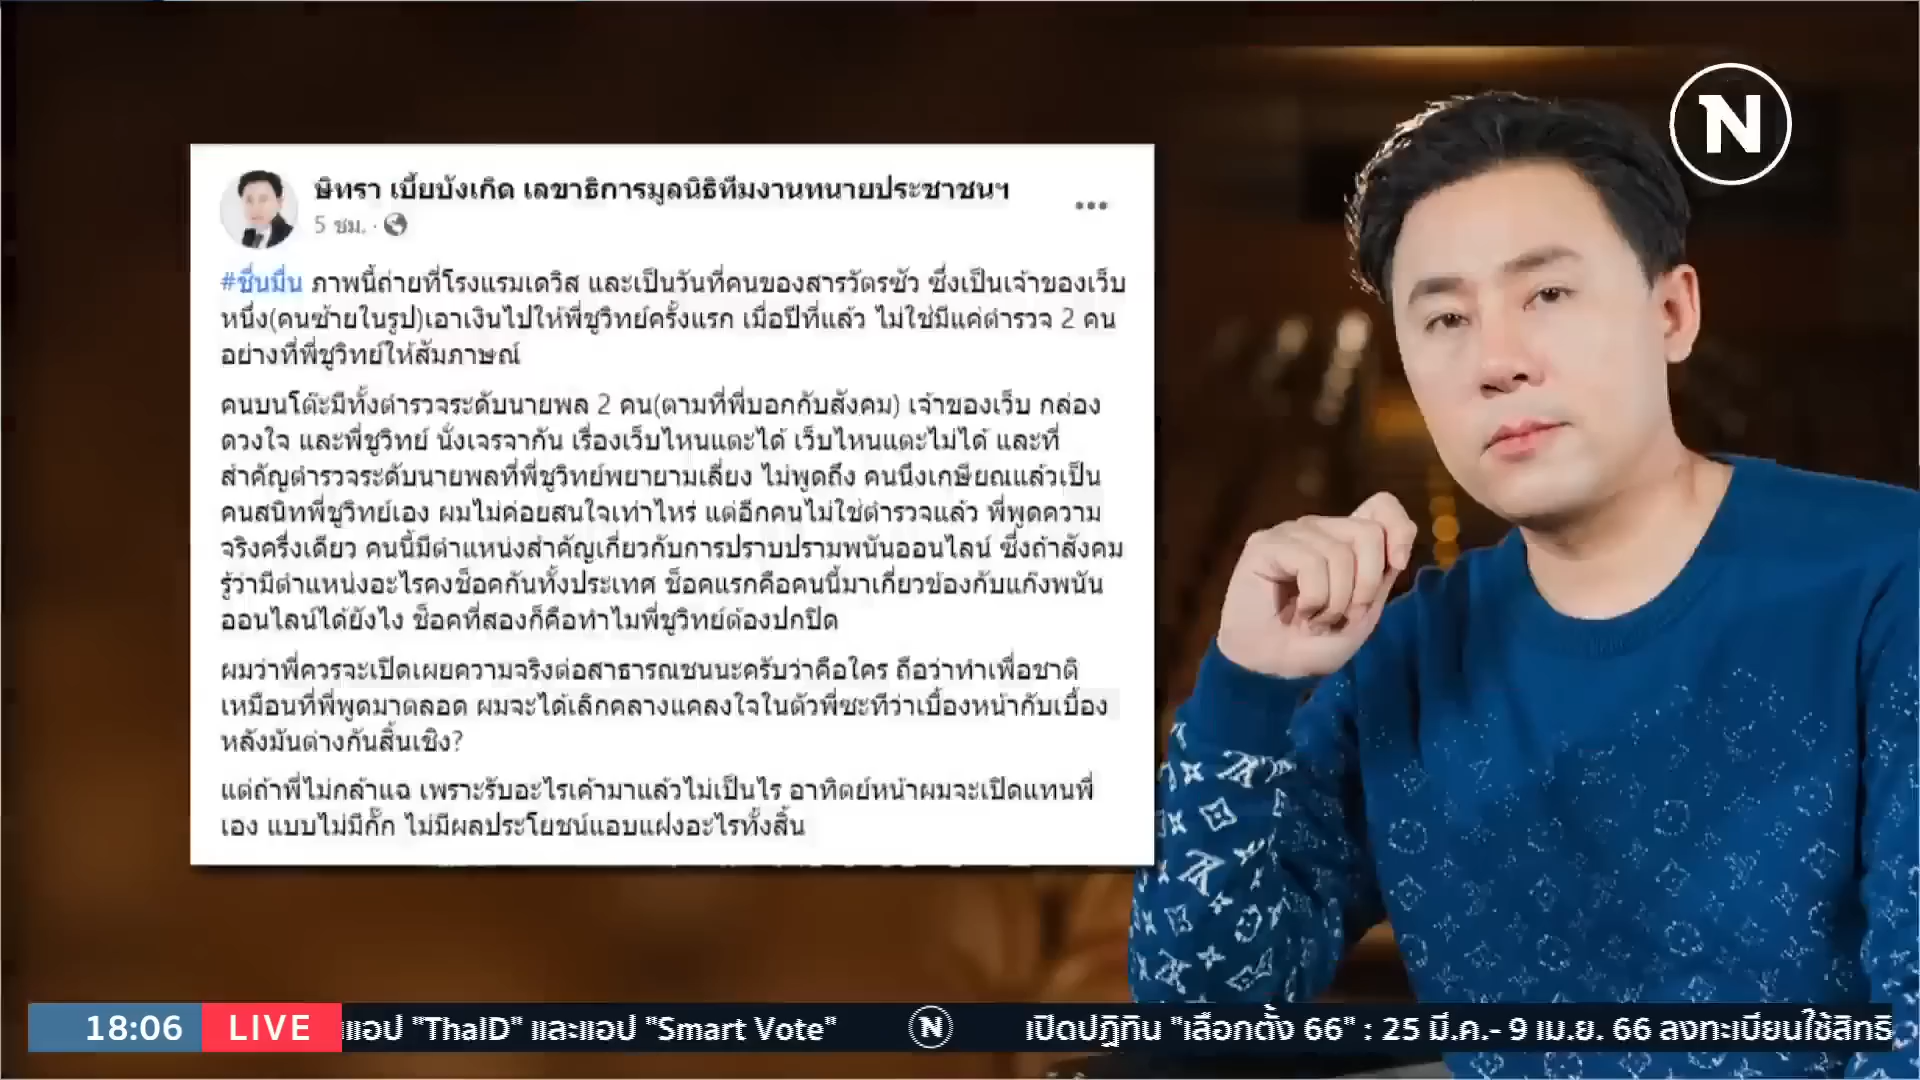 N
ษิทรา เบี้ยบังเกิด เลขาธิการมูลนิธิทีมงานทนายประชาชนฯ
5 ชม. ·
#ชื่นมื่น ภาพนี้ถ่ายที่โรงแรมเดวิส และเป็นวันที่คนของสารวัตรซัว ซึ่งเป็นเจ้าของเว็บ
หนึ่ง(คนซ้ายในรูป)เอาเงินไปให้พี่ชูวิทย์ครั้งแรก เมื่อปีที่แล้ว ไม่ใช่มีแค่ตำรวจ 2 คน
อย่างที่พี่ชูวิทย์ให้สัมภาษณ์
คนบนโต๊ะมีทั้งตำรวจระดับนายพล 2 คน(ตามที่พี่บอกกับสังคม) เจ้าของเว็บ กล่อง
ดวงใจ และพี่ชูวิทย์ นั่งเจรจากัน เรื่องเว็บไหนแตะได้ เว็บไหนแตะไม่ได้ และที่
สำคัญตำรวจระดับนายพลที่พี่ชูวิทย์พยายามเลี่ยง ไม่พูดถึง คนนึงเกษียณแล้วเป็น
คนสนิทพี่ชูวิทย์เอง ผมไม่ค่อยสนใจเท่าไหร่ แต่อีกคนไม่ใช่ตำรวจแล้ว พี่พูดความ
จริงครึ่งเดียว คนนี้มีตำแหน่งสำคัญเกี่ยวกับการปราบปรามพนันออนไลน์ ซึ่งถ้าสังคม
รู้ว่ามีตำแหน่งอะไรคงช็อคกันทั้งประเทศ ช็อคแรกคือคนนี้มาเกี่ยวข้องกับแก๊งพนัน
ออนไลน์ได้ยังไง ช็อคที่สองก็คือทำไมพี่ชูวิทย์ต้องปกปิด
ผมว่าพี่ควรจะเปิดเผยความจริงต่อสาธารณชนนะครับว่าคือใคร ถือว่าทำเพื่อชาติ
เหมือนที่พี่พูดมาตลอด ผมจะได้เลิกคลางแคลงใจในตัวพี่ซะทีว่าเบื้องหน้ากับเบื้อง
หลังมันต่างกันสิ้นเชิง?
แต่ถ้าพี่ไม่กล้าแฉ เพราะรับอะไรเค้ามาแล้วไม่เป็นไร อาทิตย์หน้าผมจะเปิดแทนพี่
เอง แบบไม่มีกั๊ก ไม่มีผลประโยชน์แอบแฝงอะไรทั้งสิ้น
18:06 LIVE แอป "ThaID" และแอป "Smart Vote" N เปิดปฏิทิน "เลือกตั้ง 66" : 25 มี.ค.- 9 เม.ย. 66 ลงทะเบียนใช้สิทธิ